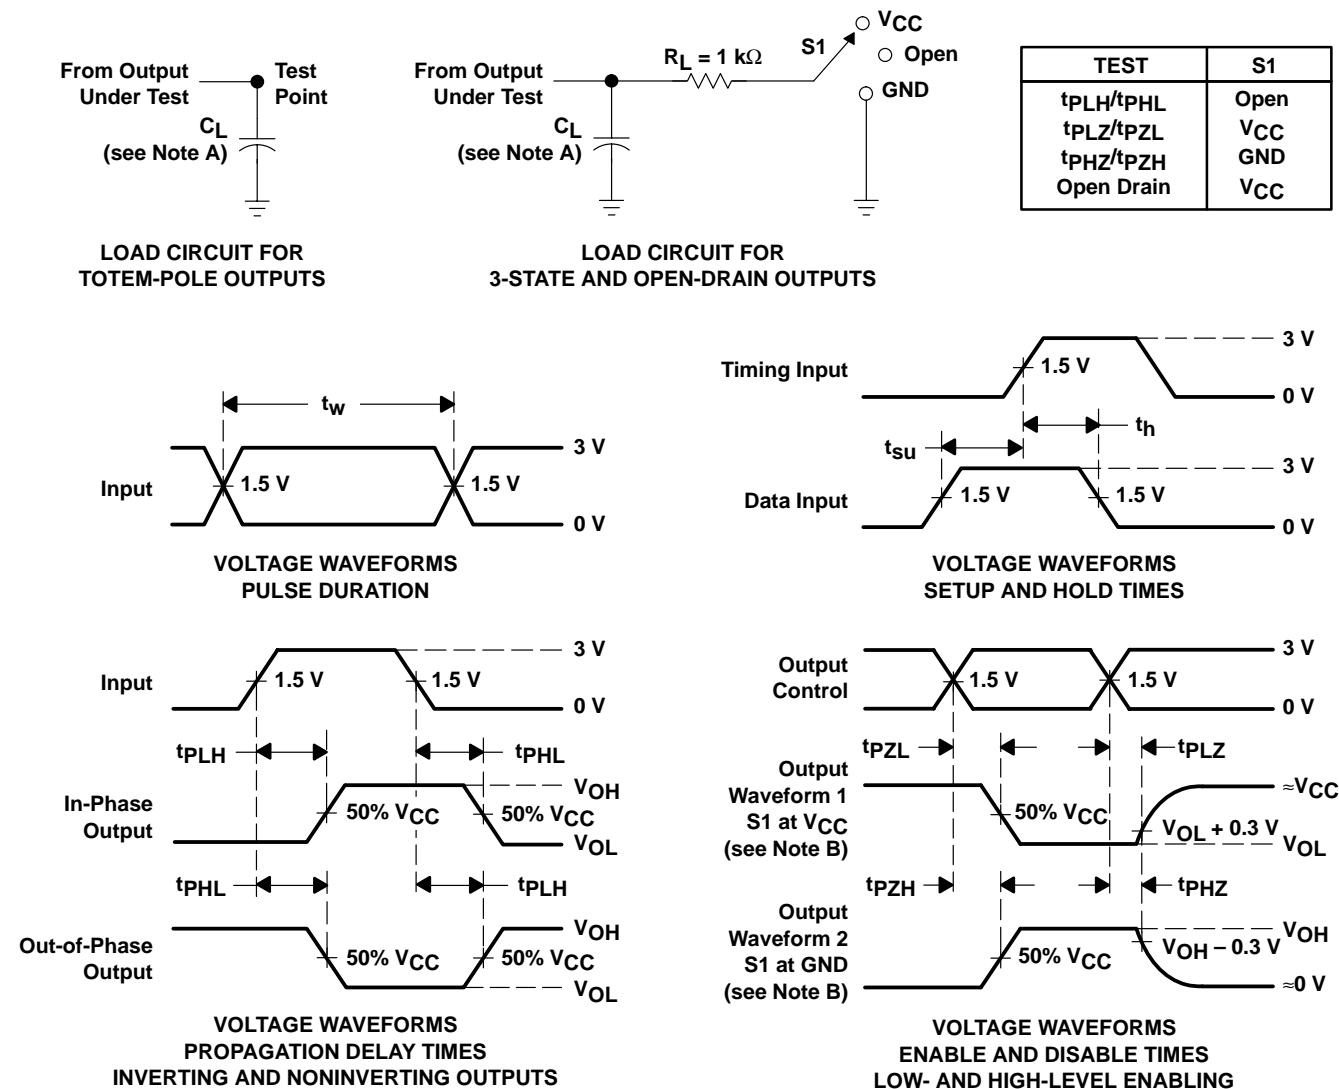 From Output
Under Test
Test
Point
CL
(see Note A)
LOAD CIRCUIT FOR
TOTEM-POLE OUTPUTS
From Output
Under Test
RL = 1 kΩ
S1
VCC
Open
GND
CL
(see Note A)
LOAD CIRCUIT FOR
3-STATE AND OPEN-DRAIN OUTPUTS
TEST S1
tPLH/tPHL Open
tPLZ/tPZL VCC
tPHZ/tPZH GND
Open Drain VCC
tw
Input
1.5 V
1.5 V
3 V
0 V
VOLTAGE WAVEFORMS
PULSE DURATION
Timing Input
1.5 V
3 V
0 V
th
tsu
Data Input
1.5 V
1.5 V
3 V
0 V
VOLTAGE WAVEFORMS
SETUP AND HOLD TIMES
Input
1.5 V
1.5 V
3 V
0 V
tPLH
tPHL
In-Phase
Output
50% VCC
50% VCC
VOH
VOL
tPHL
tPLH
Out-of-Phase
Output
50% VCC
50% VCC
VOH
VOL
VOLTAGE WAVEFORMS
PROPAGATION DELAY TIMES
INVERTING AND NONINVERTING OUTPUTS
Output
Control
1.5 V
1.5 V
3 V
0 V
tPZL
tPLZ
Output
Waveform 1
S1 at VCC
(see Note B)
50% VCC
VOL + 0.3 V
≈VCC
VOL
tPZH
tPHZ
Output
Waveform 2
S1 at GND
(see Note B)
50% VCC
VOH − 0.3 V
VOH
≈0 V
VOLTAGE WAVEFORMS
ENABLE AND DISABLE TIMES
LOW- AND HIGH-LEVEL ENABLING